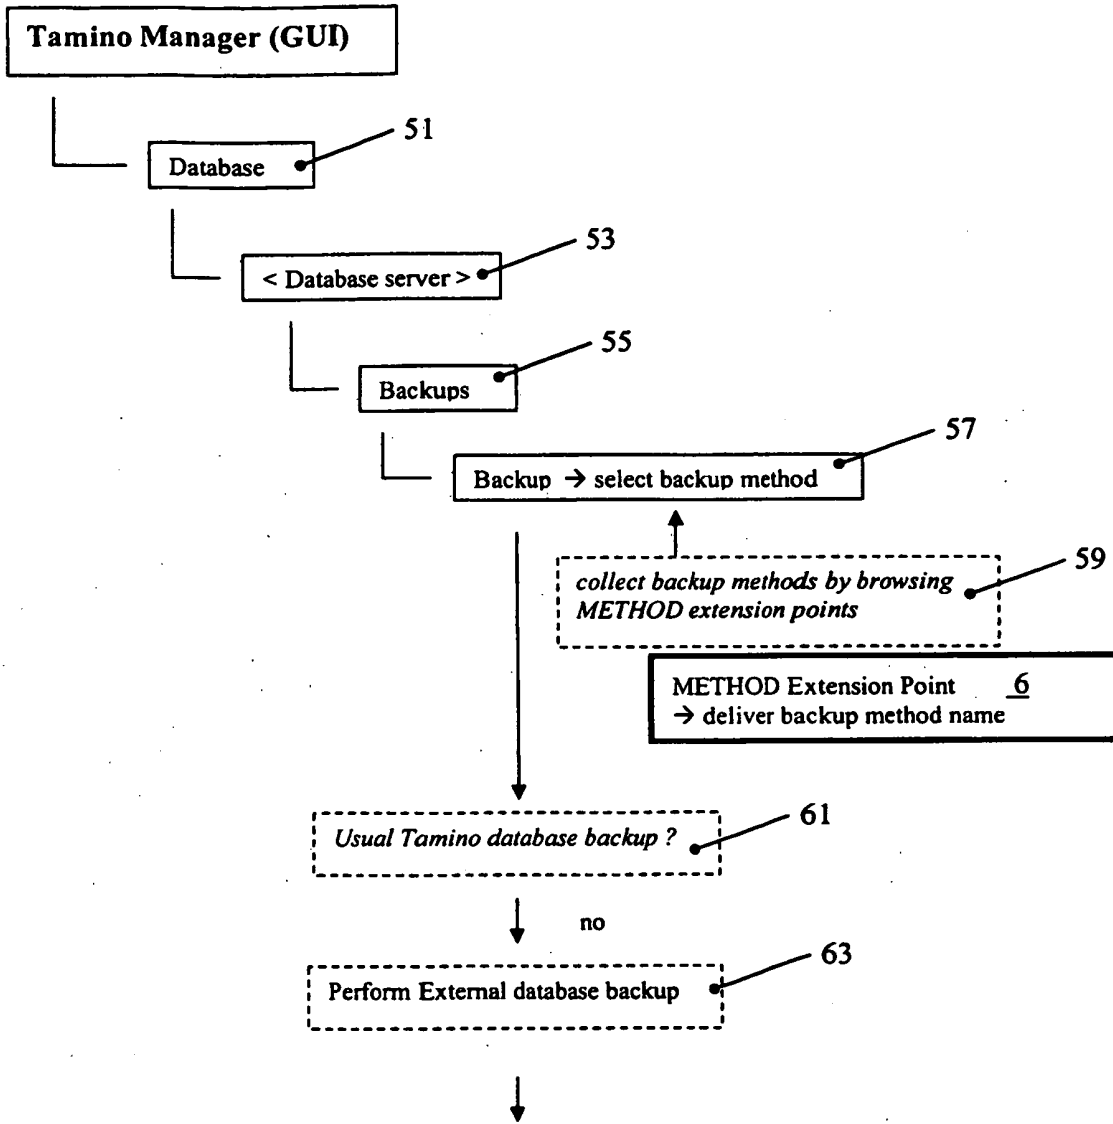 Tamino Manager (GUI)
51
Database
53
< Database server >
55
Backups
57
Backup → select backup method
59
collect backup methods by browsing
METHOD extension points
METHOD Extension Point 6
→ deliver backup method name
61
Usual Tamino database backup ?
no
63
Perform External database backup